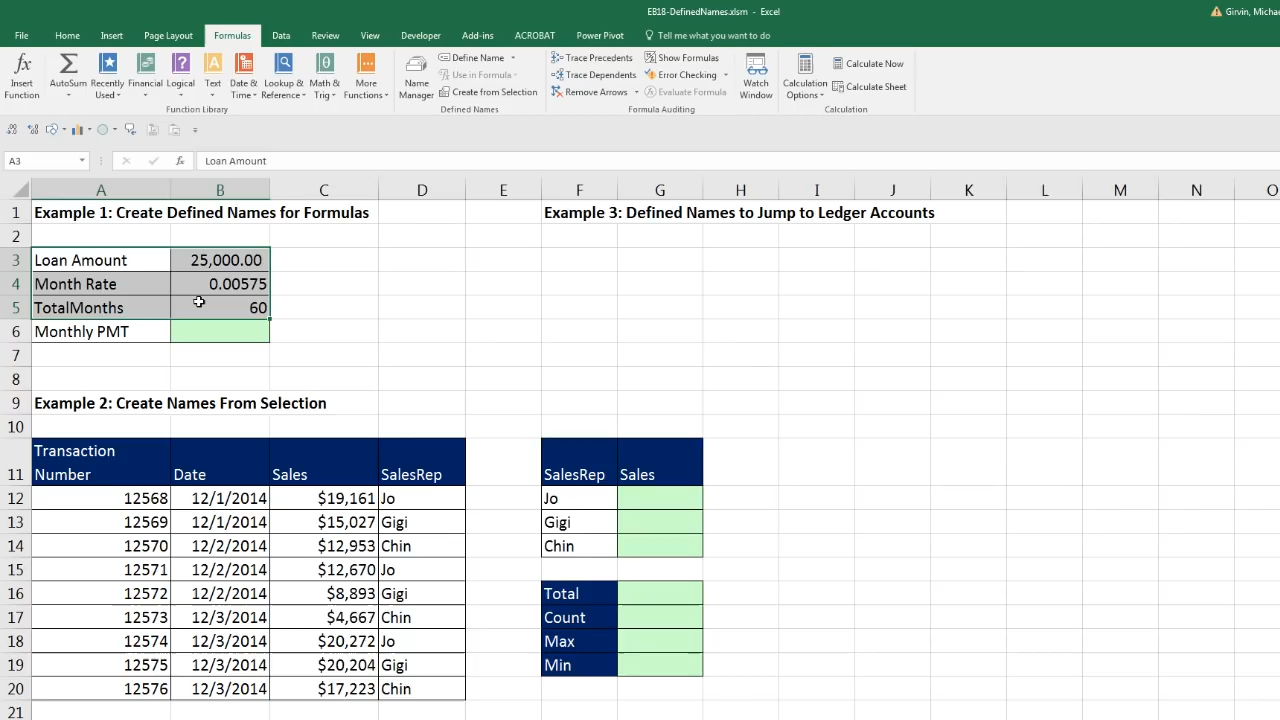 EB18-DefinedNames.xlsm - Excel
Girvin, Michae
File Home Insert Page Layout Formulas Data Review View Developer Add-ins ACROBAT Power Pivot Tell me what you want to do
Insert Function
AutoSum
Recently Used
Financial
Logical
Text
Date & Time
Lookup & Reference
Math & Trig
More Functions
Function Library
Name Manager
Define Name
Use in Formula
Create from Selection
Defined Names
Trace Precedents
Trace Dependents
Remove Arrows
Show Formulas
Error Checking
Evaluate Formula
Formula Auditing
Watch Window
Calculation Options
Calculate Now
Calculate Sheet
Calculation
A3 fx Loan Amount
A B C D E F G H I J K L M N O
1 Example 1: Create Defined Names for Formulas Example 3: Defined Names to Jump to Ledger Accounts
2
3 Loan Amount 25,000.00
4 Month Rate 0.00575
5 TotalMonths 60
6 Monthly PMT
7
8
9 Example 2: Create Names From Selection
10
11 Transaction Number Date Sales SalesRep SalesRep Sales
12 12568 12/1/2014 $19,161 Jo Jo
13 12569 12/1/2014 $15,027 Gigi Gigi
14 12570 12/2/2014 $12,953 Chin Chin
15 12571 12/2/2014 $12,670 Jo
16 12572 12/2/2014 $8,893 Gigi Total
17 12573 12/3/2014 $4,667 Chin Count
18 12574 12/3/2014 $20,272 Jo Max
19 12575 12/3/2014 $20,204 Gigi Min
20 12576 12/3/2014 $17,223 Chin
21